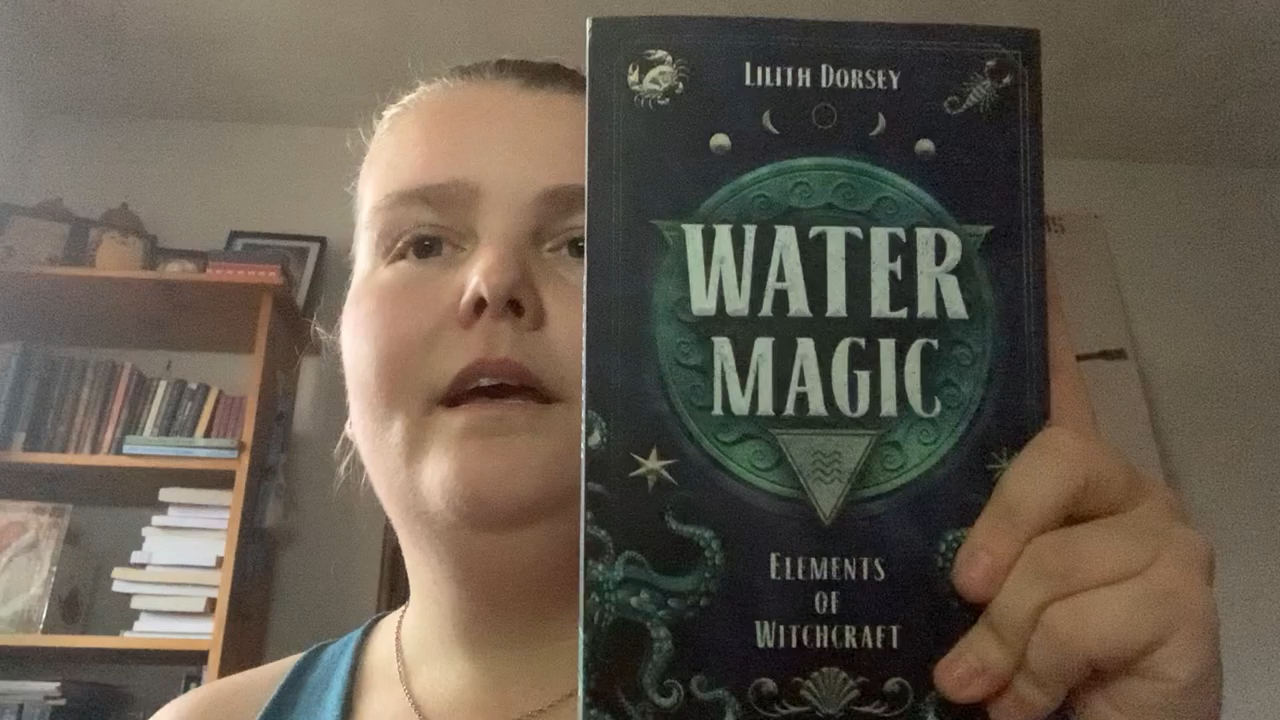 LILITH DORSEY
WATER
MAGIC
ELEMENTS
OF
WITCHCRAFT